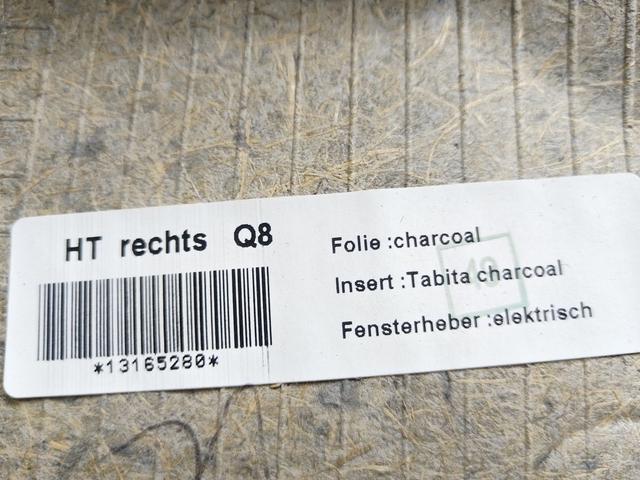 HT rechts Q8
*13165280*
Folie :charcoal
Insert :Tabita charcoal
Fensterheber :elektrisch